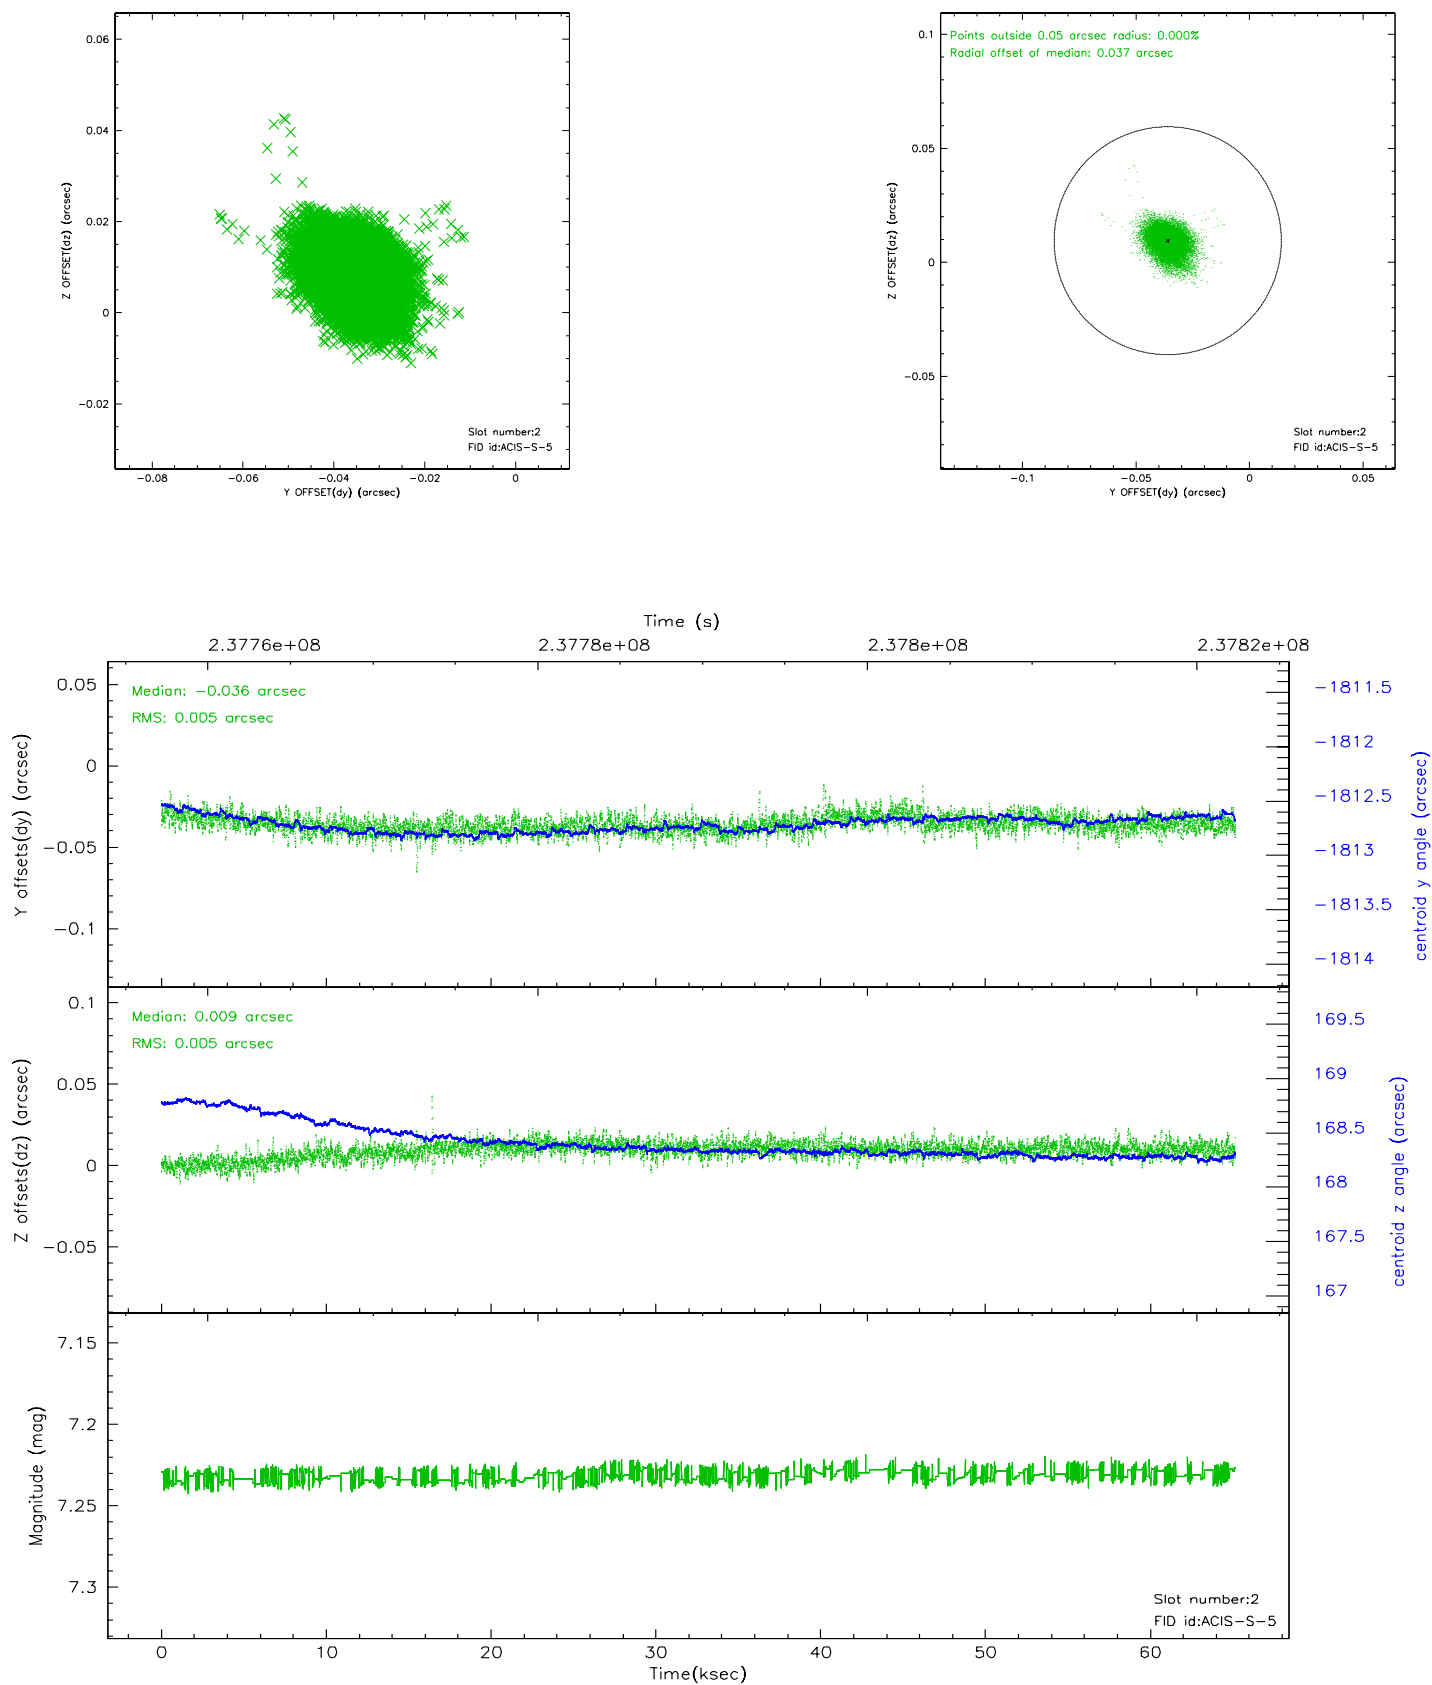 0.06
0.04
0.02
0
-0.02
Z OFFSET(dz) (arcsec)
Slot number:2
FID id:ACIS-S-5
-0.08 -0.06 -0.04 -0.02 0
Y OFFSET(dy) (arcsec)
0.1
0.05
0
-0.05
Z OFFSET(dz) (arcsec)
Points outside 0.05 arcsec radius: 0.000%
Radial offset of median: 0.037 arcsec
Slot number:2
FID id:ACIS-S-5
-0.1 -0.05 0 0.05
Y OFFSET(dy) (arcsec)
Time (s)
2.3776e+08 2.3778e+08 2.378e+08 2.3782e+08
0.05
0
-0.05
-0.1
Y offsets(dy) (arcsec)
Median: -0.036 arcsec
RMS: 0.005 arcsec
-1811.5
-1812
-1812.5
-1813
-1813.5
-1814
centroid y angle (arcsec)
0.1
0.05
0
-0.05
Z offsets(dz) (arcsec)
Median: 0.009 arcsec
RMS: 0.005 arcsec
169.5
169
168.5
168
167.5
167
centroid z angle (arcsec)
7.15
7.2
7.25
7.3
Magnitude (mag)
Slot number:2
FID id:ACIS-S-5
0 10 20 30 40 50 60
Time(ksec)